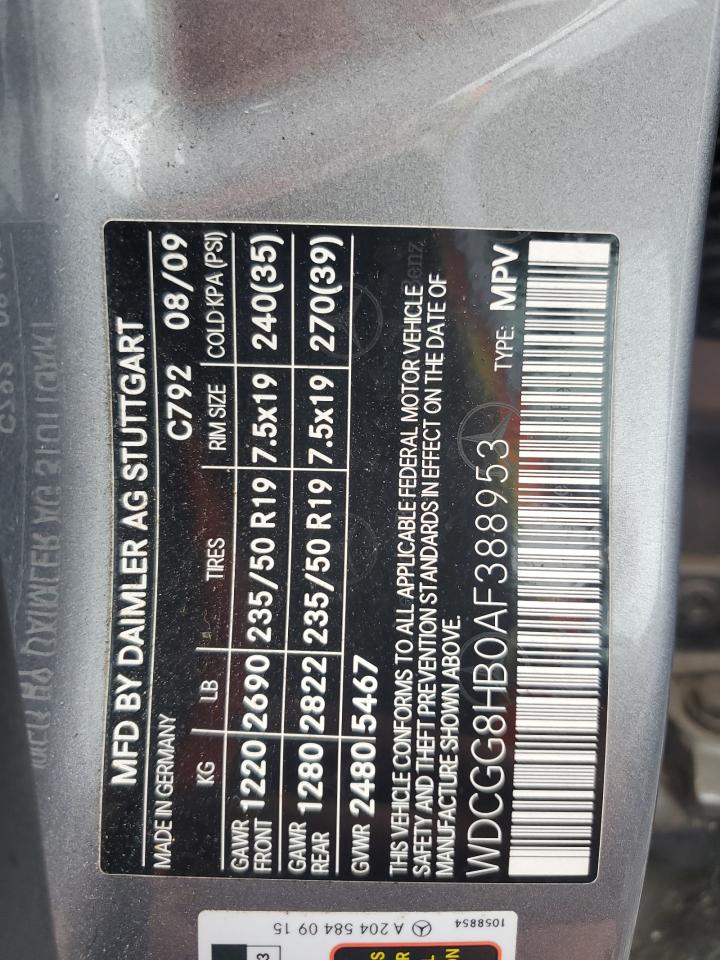 MFD BY DAIMLER AG STUTTGART
MADE IN GERMANY C792 08/09
KG LB TIRES RIM SIZE COLD KPA (PSI)
GAWR FRONT 1220 2690 235/50 R19 7.5x19 240(35)
GAWR REAR 1280 2822 235/50 R19 7.5x19 270(39)
GVWR 2480 5467
THIS VEHICLE CONFORMS TO ALL APPLICABLE FEDERAL MOTOR VEHICLE
SAFETY AND THEFT PREVENTION STANDARDS IN EFFECT ON THE DATE OF
MANUFACTURE SHOWN ABOVE.
WDCGG8HB0AF388953 TYPE: MPV
1058854
A 204 584 09 15